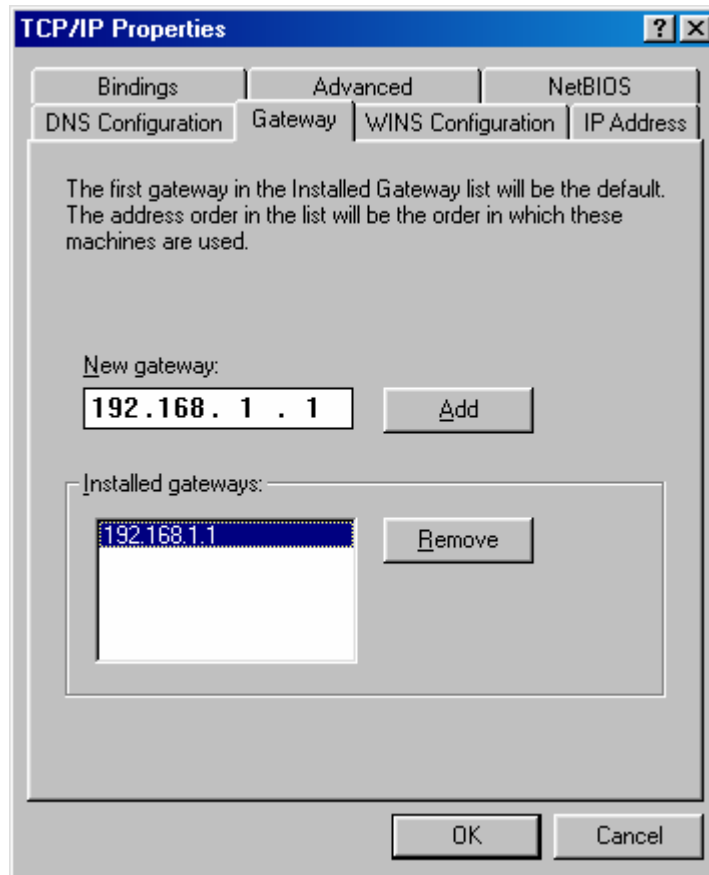 TCP/IP Properties
Bindings Advanced NetBIOS
DNS Configuration Gateway WINS Configuration IP Address
The first gateway in the Installed Gateway list will be the default.
The address order in the list will be the order in which these
machines are used.
New gateway:
192.168. 1 . 1 Add
Installed gateways:
192.168.1.1 Remove
OK Cancel